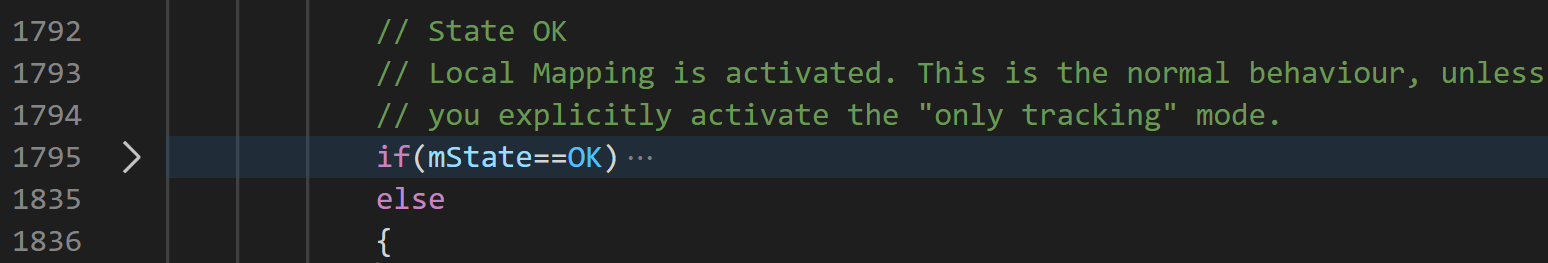 1792 // State OK
1793 // Local Mapping is activated. This is the normal behaviour, unless
1794 // you explicitly activate the "only tracking" mode.
1795 if(mState==OK)···
1835 else
1836 {